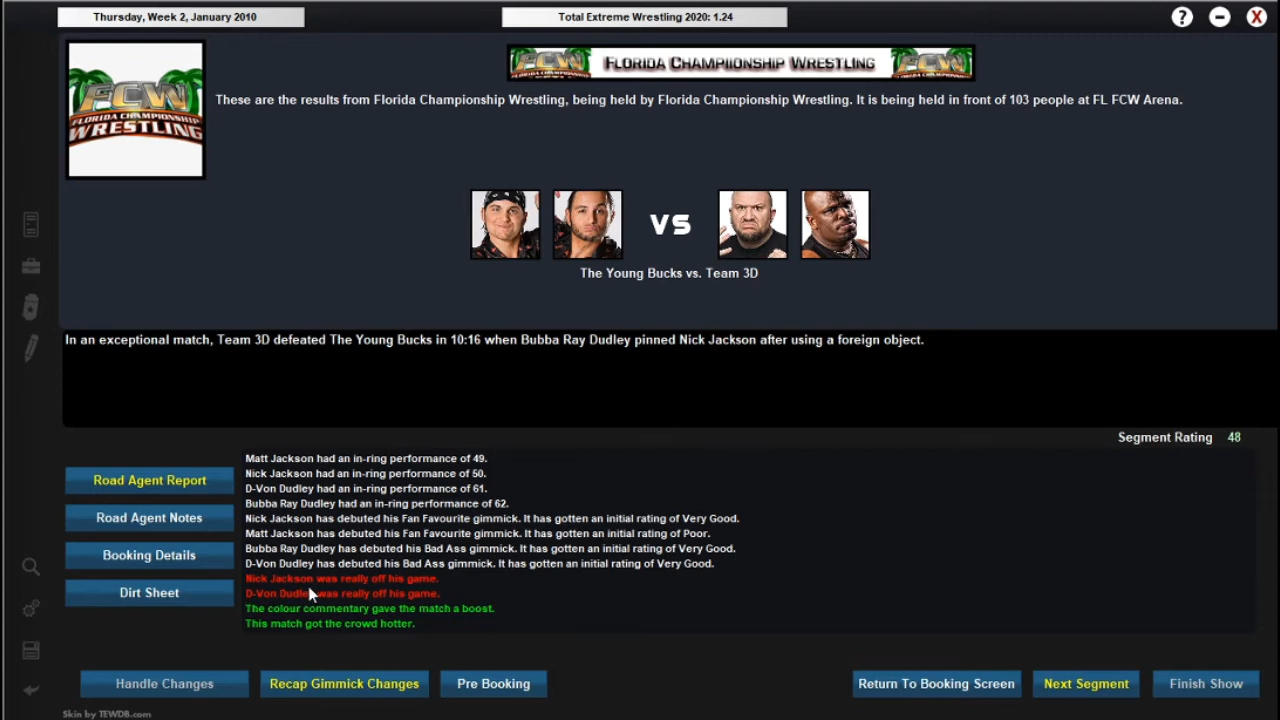 Thursday, Week 2, January 2010
Total Extreme Wrestling 2020: 1.24
?
X
FCW
FLORIDA CHAMPIONSHIP
WRESTLING
FCW
FLORIDA CHAMPIIONSHIP WRESTLING
FCW
These are the results from Florida Championship Wrestling, being held by Florida Championship Wrestling. It is being held in front of 103 people at FL FCW Arena.
VS
The Young Bucks vs. Team 3D
In an exceptional match, Team 3D defeated The Young Bucks in 10:16 when Bubba Ray Dudley pinned Nick Jackson after using a foreign object.
Segment Rating 48
Road Agent Report
Road Agent Notes
Booking Details
Dirt Sheet
Matt Jackson had an in-ring performance of 49.
Nick Jackson had an in-ring performance of 50.
D-Von Dudley had an in-ring performance of 61.
Bubba Ray Dudley had an in-ring performance of 62.
Nick Jackson has debuted his Fan Favourite gimmick. It has gotten an initial rating of Very Good.
Matt Jackson has debuted his Fan Favourite gimmick. It has gotten an initial rating of Poor.
Bubba Ray Dudley has debuted his Bad Ass gimmick. It has gotten an initial rating of Very Good.
D-Von Dudley has debuted his Bad Ass gimmick. It has gotten an initial rating of Very Good.
Nick Jackson was really off his game.
D-Von Dudley was really off his game.
The colour commentary gave the match a boost.
This match got the crowd hotter.
Handle Changes
Recap Gimmick Changes
Pre Booking
Return To Booking Screen
Next Segment
Finish Show
Skin by TEWDB.com